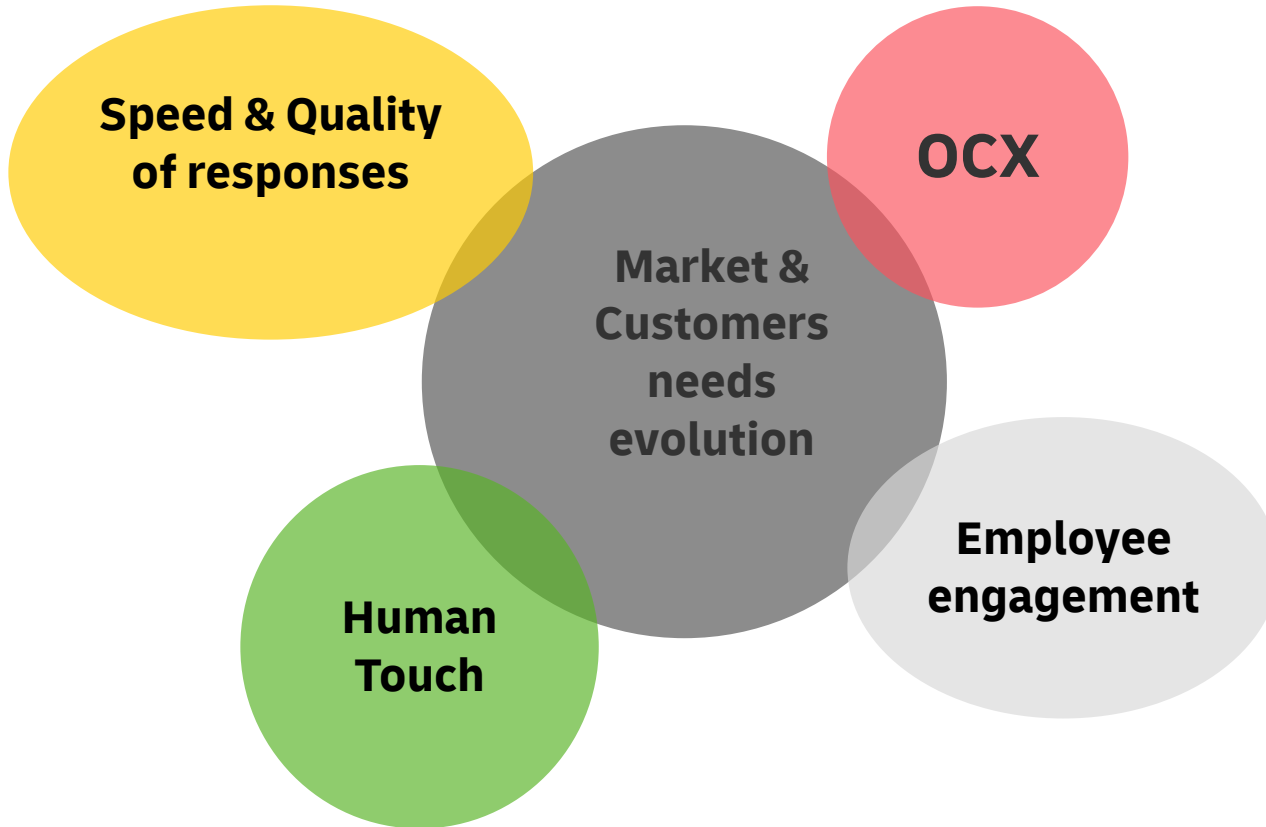 Speed & Quality
of responses
OCX
Market &
Customers
needs
evolution
Employee
engagement
Human
Touch